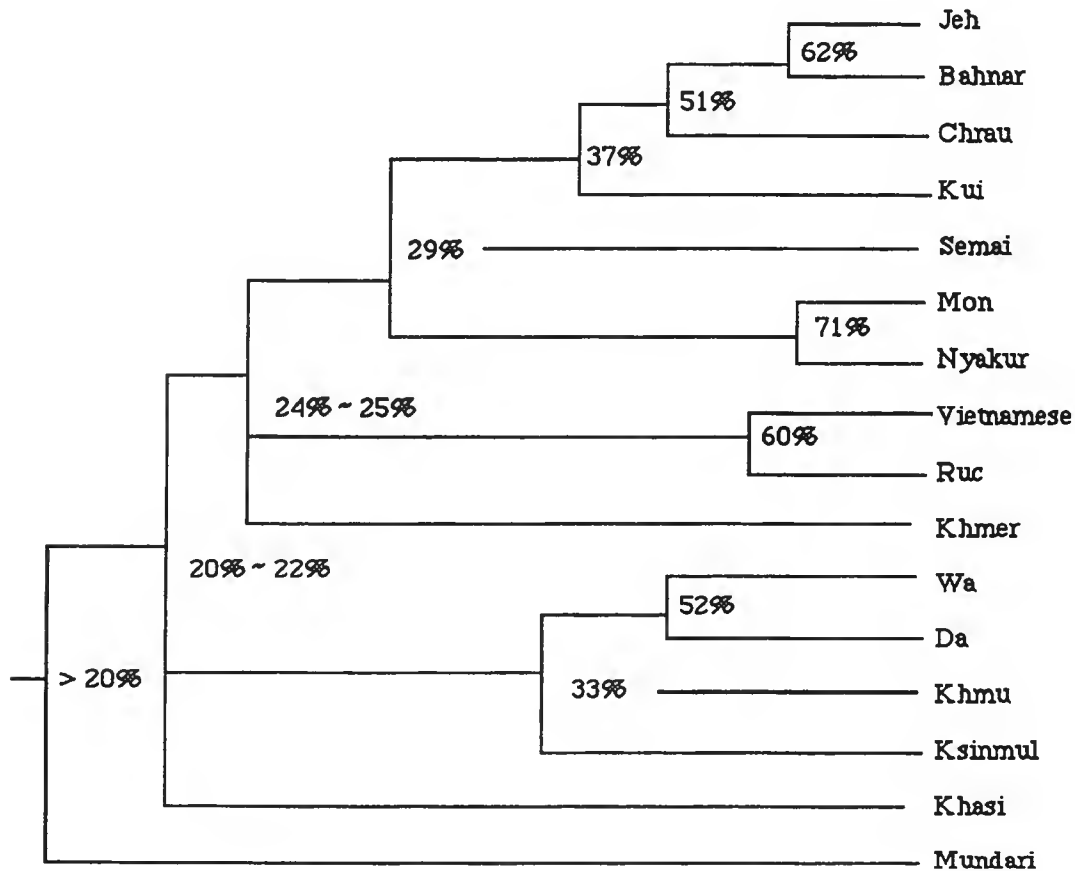 Jeh
62%
Bahnar
51%
Chrau
37%
Kui
29%
Semai
Mon
71%
Nyakur
24% ~ 25%
Vietnamese
60%
Ruc
Khmer
20% ~ 22%
Wa
52%
Da
> 20%
33%
Khmu
Ksinmul
Khasi
Mundari